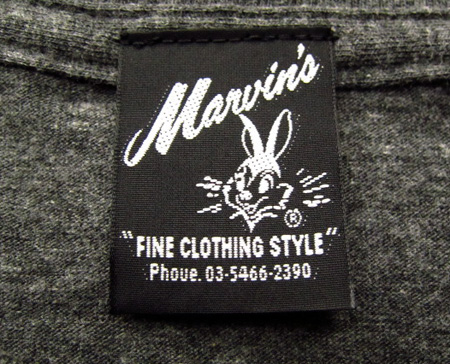 Marvin's
®
"FINE CLOTHING STYLE"
Phoue. 03-5466-2390